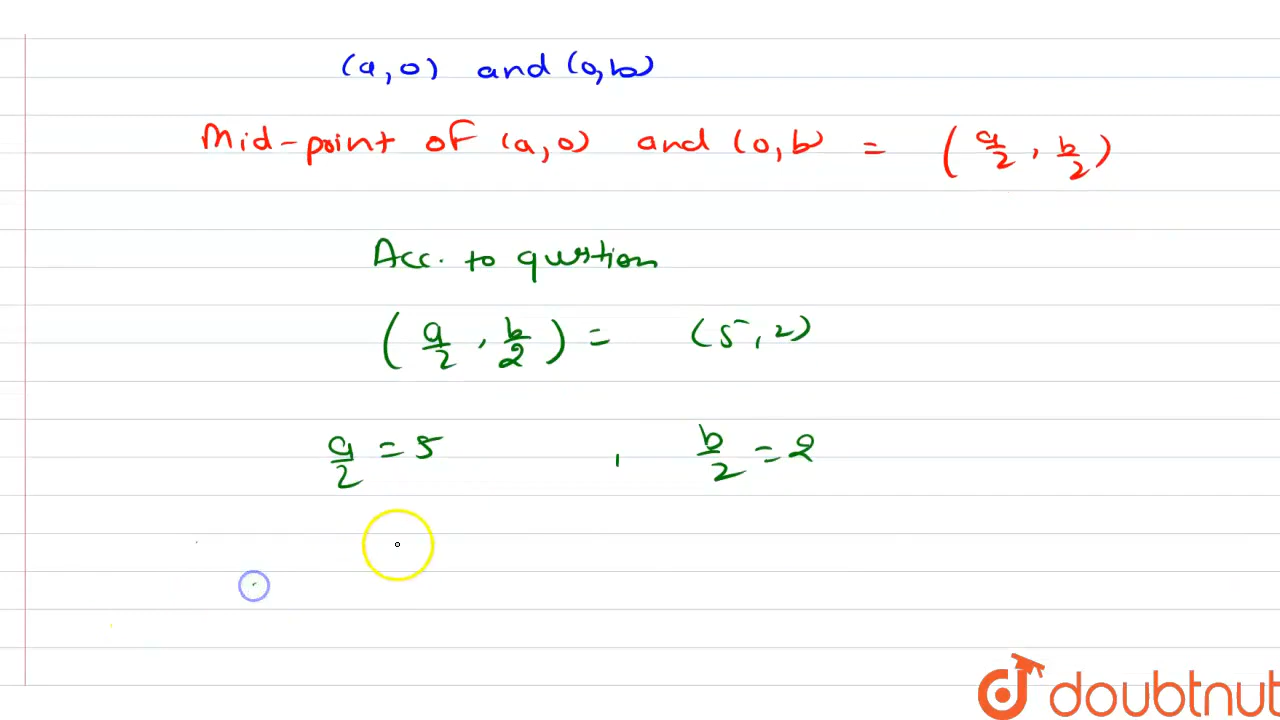 (a,0) and (0,b)
Mid-point of (a,0) and (0,b) = (a/2, b/2)
Acc. to qustion
(a/2, b/2) = (5,2)
a/2 = 5 , b/2 = 2
doubtnut